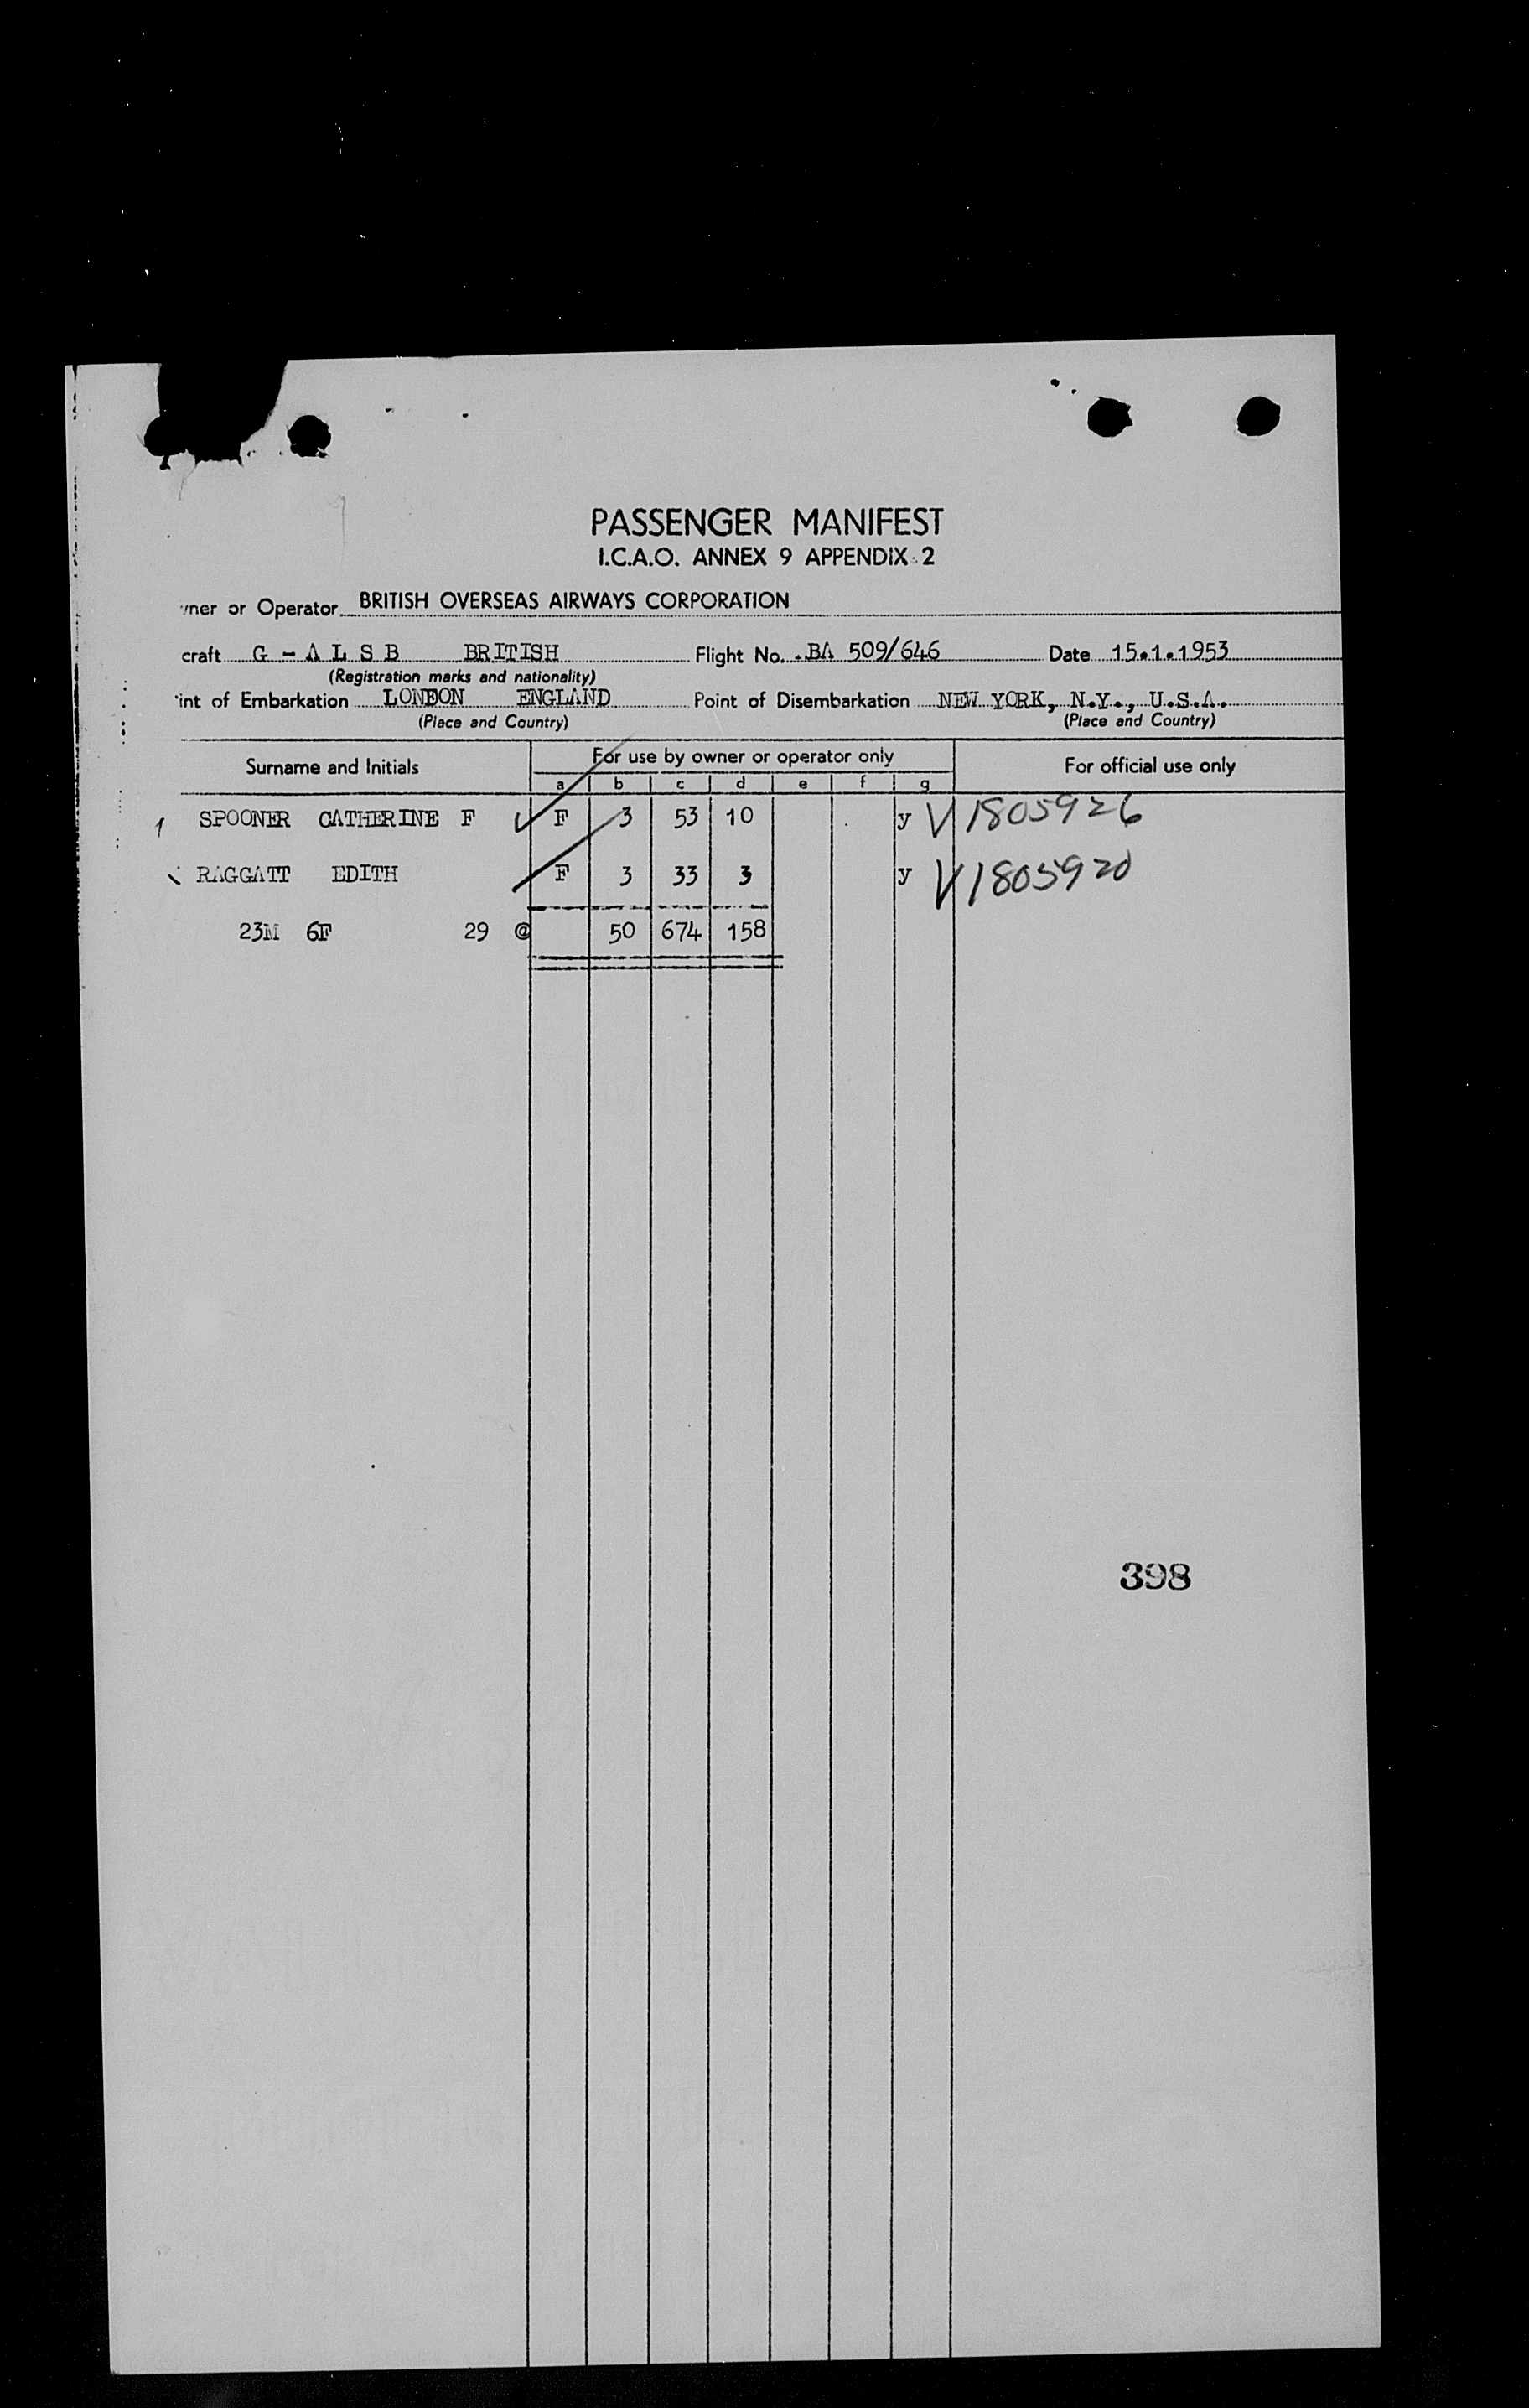 PASSENGER MANIFEST
I.C.A.O. ANNEX 9 APPENDIX 2
ner or Operator BRITISH OVERSEAS AIRWAYS CORPORATION
craft G - A L S B BRITISH Flight No. BA 509/646 Date 15.1.1953
(Registration marks and nationality)
int of Embarkation LONDON ENGLAND Point of Disembarkation NEW YORK, N.Y., U.S.A.
(Place and Country) (Place and Country)
Surname and Initials For use by owner or operator only For official use only
a b c d e f g
1 SPOONER CATHERINE F F 3 53 10 y V1805926
RAGGATT EDITH F 3 33 3 y V1805920
23M 6F 29 @ 50 674 158
398